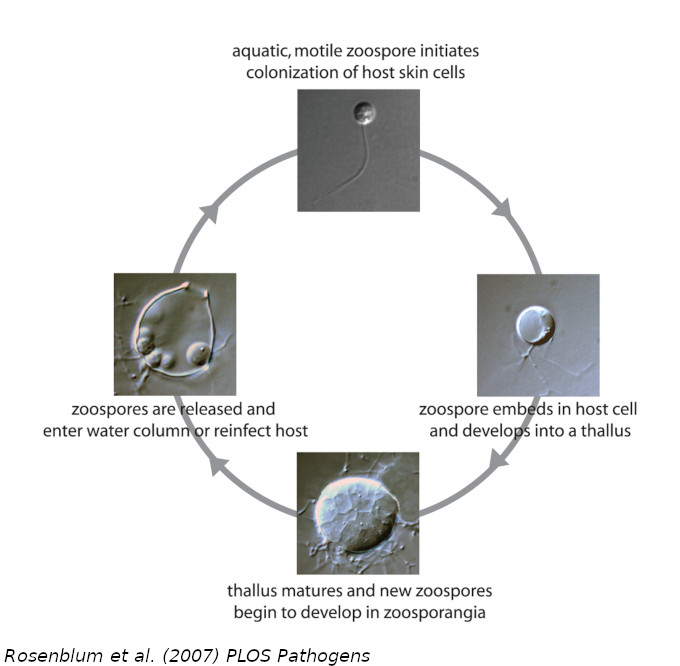 aquatic, motile zoospore initiates
colonization of host skin cells
zoospore embeds in host cell
and develops into a thallus
thallus matures and new zoospores
begin to develop in zoosporangia
zoospores are released and
enter water column or reinfect host
Rosenblum et al. (2007) PLOS Pathogens